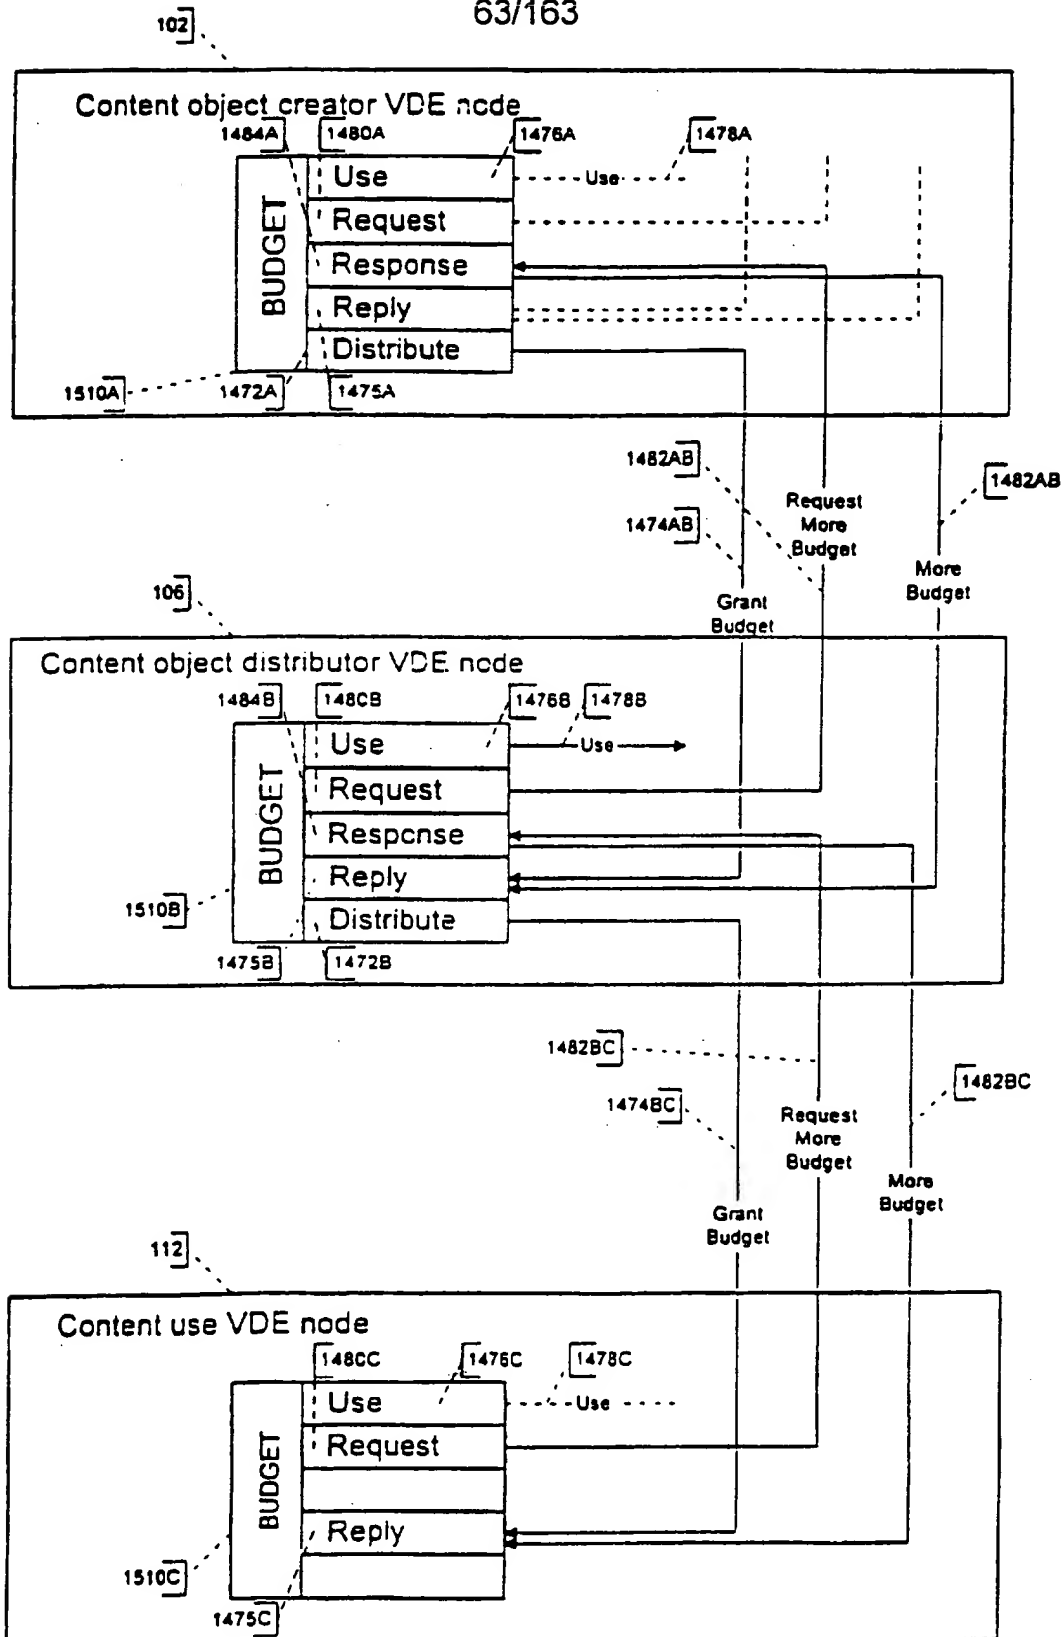 63/163
102
Content object creator VDE node
1484A
1480A
1476A
1478A
BUDGET
Use
Use
Request
Response
Reply
Distribute
1510A
1472A
1475A
1482AB
1482AB
1474AB
Request
More
Budget
More
Budget
Grant
Budget
106
Content object distributor VDE node
1484B
1480B
1476B
1478B
BUDGET
Use
Use
Request
Response
Reply
Distribute
1510B
1475B
1472B
1482BC
1482BC
1474BC
Request
More
Budget
More
Budget
Grant
Budget
112
Content use VDE node
1480C
1476C
1478C
BUDGET
Use
Use
Request
Reply
1510C
1475C